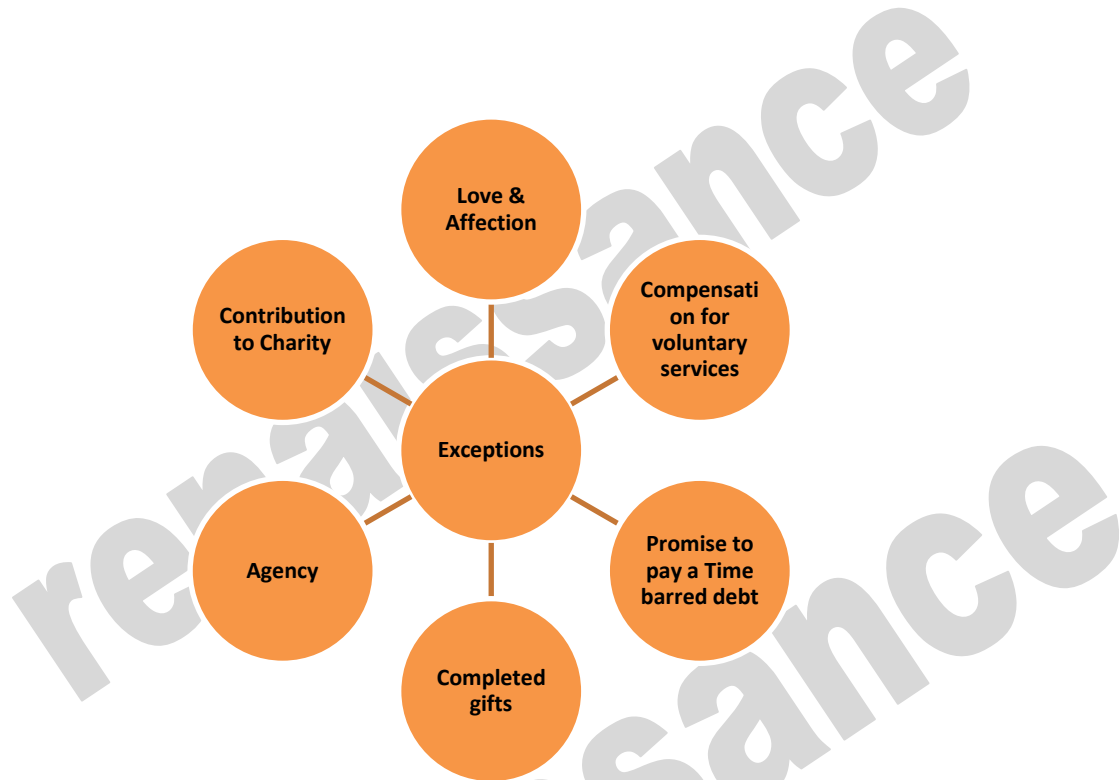 Love &
Affection
Compensati
on for
voluntary
services
Promise to
pay a Time
barred debt
Completed
gifts
Agency
Contribution
to Charity
Exceptions
renaissance
ssance